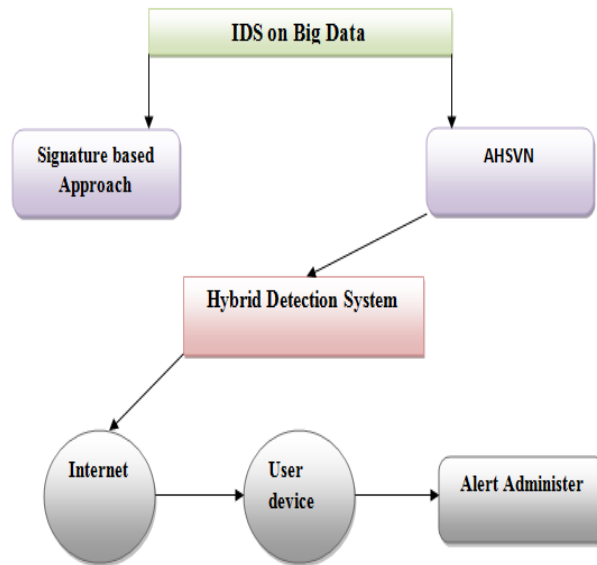 IDS on Big Data
Signature based
Approach
AHSVN
Hybrid Detection System
Internet
User
device
Alert Administer